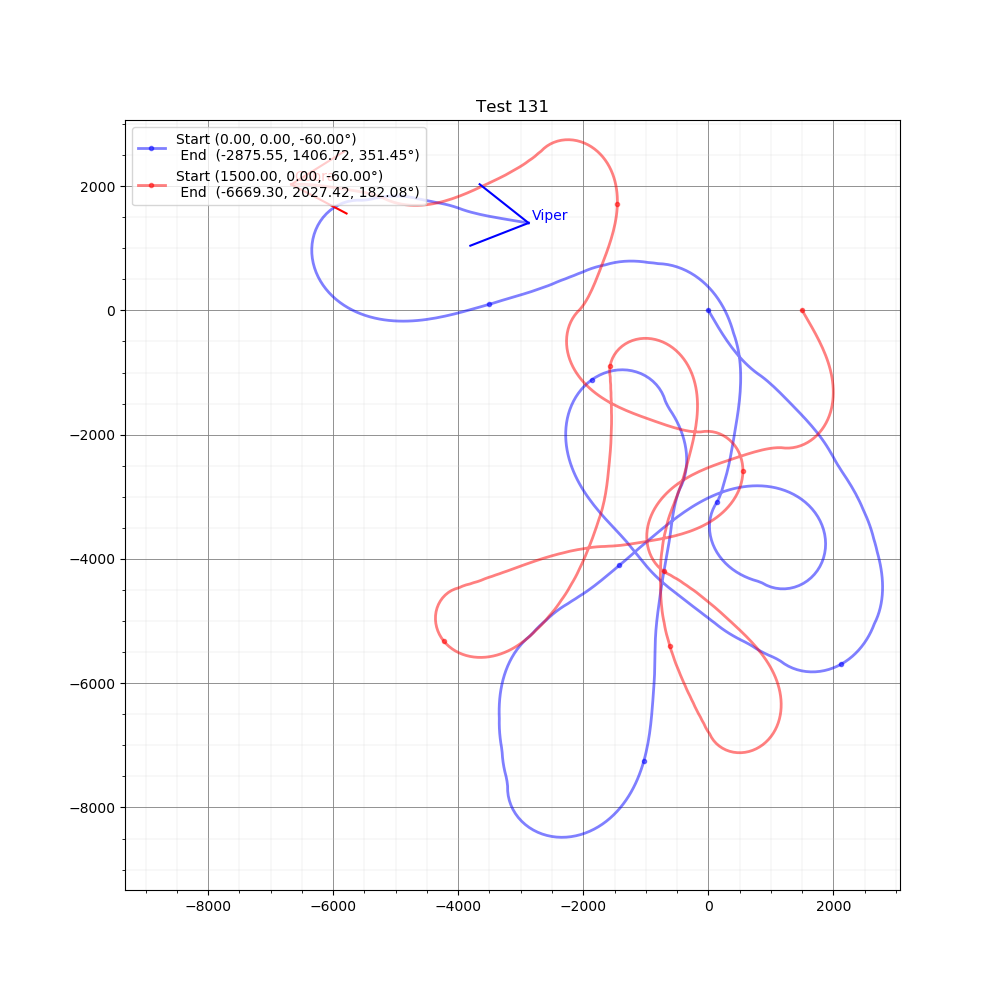 Test 131
Start (0.00, 0.00, -60.00°)
End (-2875.55, 1406.72, 351.45°)
Start (1500.00, 0.00, -60.00°)
End (-6669.30, 2027.42, 182.08°)
Viper
2000
0
−2000
−4000
−6000
−8000
−8000 −6000 −4000 −2000 0 2000